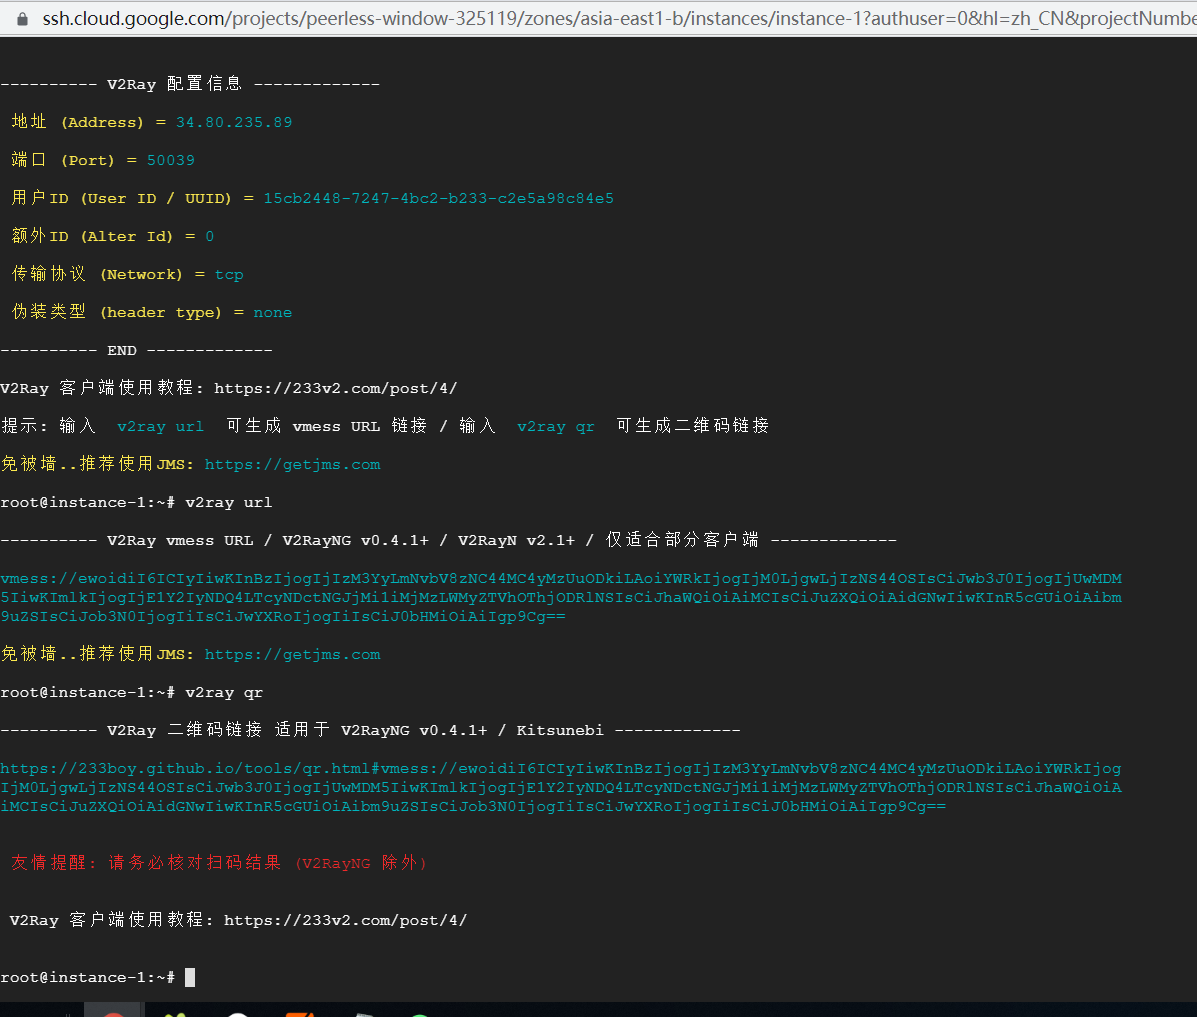 ssh.cloud.google.com/projects/peerless-window-325119/zones/asia-east1-b/instances/instance-1?authuser=0&hl=zh_CN&projectNumbe
---------- V2Ray 配置信息 -------------
地址 (Address) = 34.80.235.89
端口 (Port) = 50039
用户ID (User ID / UUID) = 15cb2448-7247-4bc2-b233-c2e5a98c84e5
额外ID (Alter Id) = 0
传输协议 (Network) = tcp
伪装类型 (header type) = none
---------- END -------------
V2Ray 客户端使用教程: https://233v2.com/post/4/
提示: 输入 v2ray url 可生成 vmess URL 链接 / 输入 v2ray qr 可生成二维码链接
免被墙..推荐使用JMS: https://getjms.com
root@instance-1:~# v2ray url
---------- V2Ray vmess URL / V2RayNG v0.4.1+ / V2RayN v2.1+ / 仅适合部分客户端 -------------
vmess://ewoidiI6ICIyIiwKInBzIjogIjIzM3YyLmNvbV8zNC44MC4yMzUuODkiLAoiYWRkIjogIjM0LjgwLjIzNS44OSIsCiJwb3J0IjogIjUwMDM
5IiwKImlkIjogIjE1Y2IyNDQ4LTcyNDctNGJjMi1iMjMzLWMyZTVhOThjODRlNSIsCiJhaWQiOiAiMCIsCiJuZXQiOiAidGNwIiwKInR5cGUiOiAibm
9uZSIsCiJob3N0IjogIiIsCiJwYXRoIjogIiIsCiJ0bHMiOiAiIgp9Cg==
免被墙..推荐使用JMS: https://getjms.com
root@instance-1:~# v2ray qr
---------- V2Ray 二维码链接 适用于 V2RayNG v0.4.1+ / Kitsunebi -------------
https://233boy.github.io/tools/qr.html#vmess://ewoidiI6ICIyIiwKInBzIjogIjIzM3YyLmNvbV8zNC44MC4yMzUuODkiLAoiYWRkIjog
IjM0LjgwLjIzNS44OSIsCiJwb3J0IjogIjUwMDM5IiwKImlkIjogIjE1Y2IyNDQ4LTcyNDctNGJjMi1iMjMzLWMyZTVhOThjODRlNSIsCiJhaWQiOiA
iMCIsCiJuZXQiOiAidGNwIiwKInR5cGUiOiAibm9uZSIsCiJob3N0IjogIiIsCiJwYXRoIjogIiIsCiJ0bHMiOiAiIgp9Cg==
友情提醒: 请务必核对扫码结果 (V2RayNG 除外)
V2Ray 客户端使用教程: https://233v2.com/post/4/
root@instance-1:~#